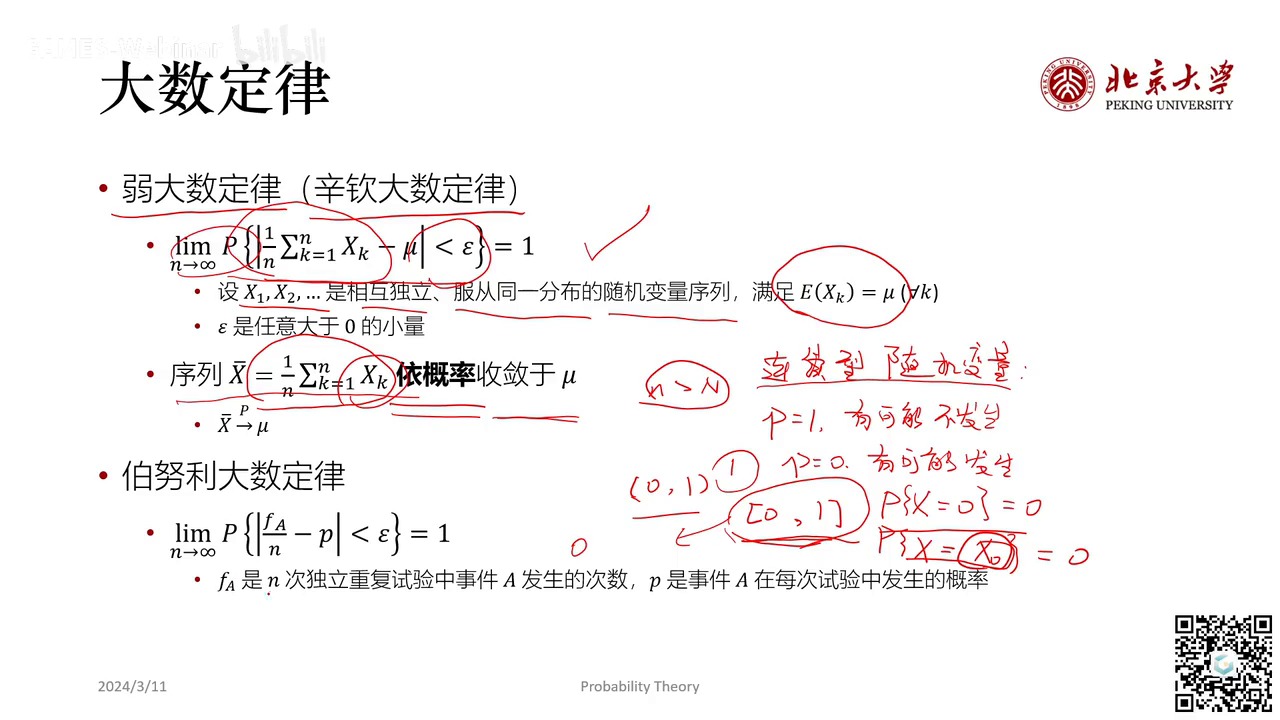 bilibili
大数定律
北京大学
PEKING UNIVERSITY
• 弱大数定律（辛钦大数定律）
• lim_{n→∞} P{|1/n ∑_{k=1}^{n} X_k − μ| < ε} = 1
• 设 X_1, X_2, … 是相互独立、服从同一分布的随机变量序列，满足 E(X_k) = μ (∀k)
• ε 是任意大于 0 的小量
• 序列 X̄ = 1/n ∑_{k=1}^{n} X_k 依概率收敛于 μ
• X̄ →^P μ
n > N
连续型 随机变量:
P=1, 有可能 不发生
P=0. 有可能 发生
(0,1) 1
[0,1]
P{X=0}=0
P{X=X_0}=0
0
• 伯努利大数定律
• lim_{n→∞} P{|f_A/n − p| < ε} = 1
• f_A 是 n 次独立重复试验中事件 A 发生的次数，p 是事件 A 在每次试验中发生的概率
2024/3/11
Probability Theory